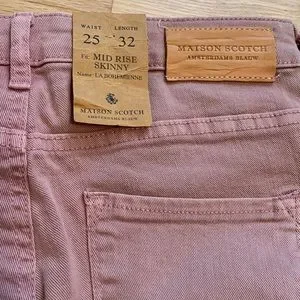 WAIST LENGTH
25 32
Fit: MID RISE
SKINNY
Name: LA BOHEMIENNE
MAISON SCOTCH
AMSTERDAMS BLAUW
MAISON SCOTCH
AMSTERDAMS BLAUW